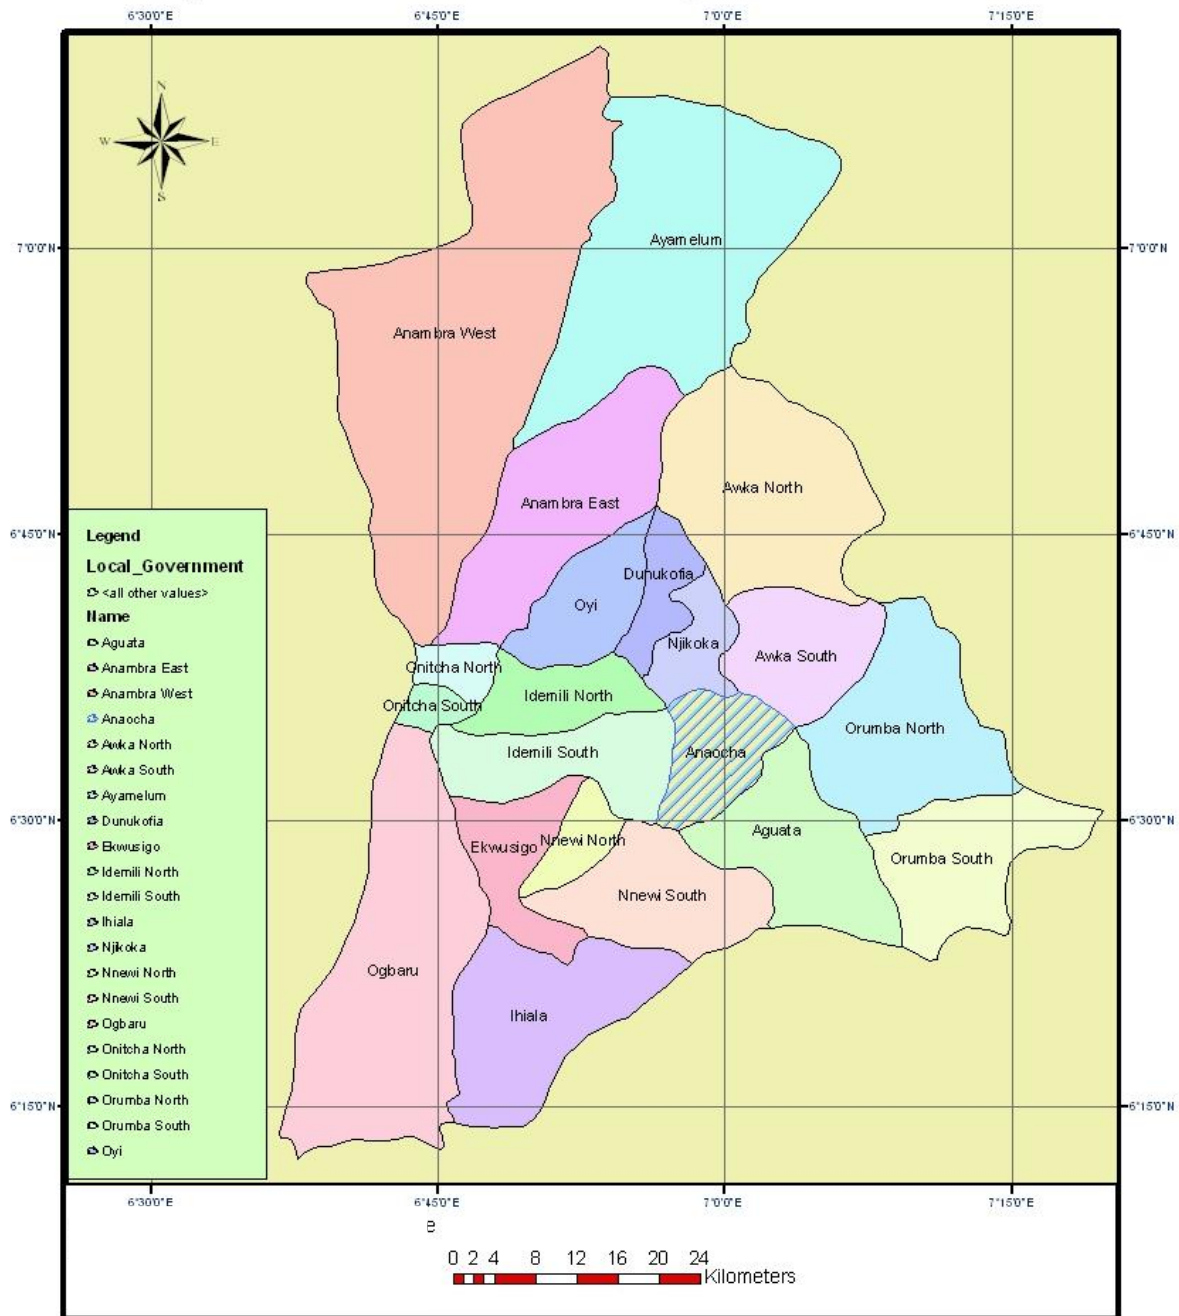 6°30'0"E 6°45'0"E 7°0'0"E 7°15'0"E
N
W E
S
7°0'0"N 7°0'0"N
Ayamelum
Anambra West
Awka North
Anambra East
6°45'0"N 6°45'0"N
Dunukofia
Oyi
Njikoka
Awka South
Onitcha North
Idemili North
Onitcha South
Orumba North
Idemili South
Anaocha
6°30'0"N 6°30'0"N
Aguata
Nnewi North
Ekwusigo
Orumba South
Nnewi South
Ogbaru
Ihiala
6°15'0"N 6°15'0"N
Legend
Local_Government
<all other values>
Name
Aguata
Anambra East
Anambra West
Anaocha
Awka North
Awka South
Ayamelum
Dunukofia
Ekwusigo
Idemili North
Idemili South
Ihiala
Njikoka
Nnewi North
Nnewi South
Ogbaru
Onitcha North
Onitcha South
Orumba North
Orumba South
Oyi
6°30'0"E 6°45'0"E 7°0'0"E 7°15'0"E
0 2 4 8 12 16 20 24
Kilometers